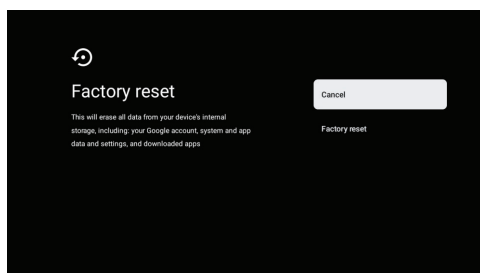 Factory reset
This will erase all data from your device's internal
storage, including: your Google account, system and app
data and settings, and downloaded apps
Cancel
Factory reset